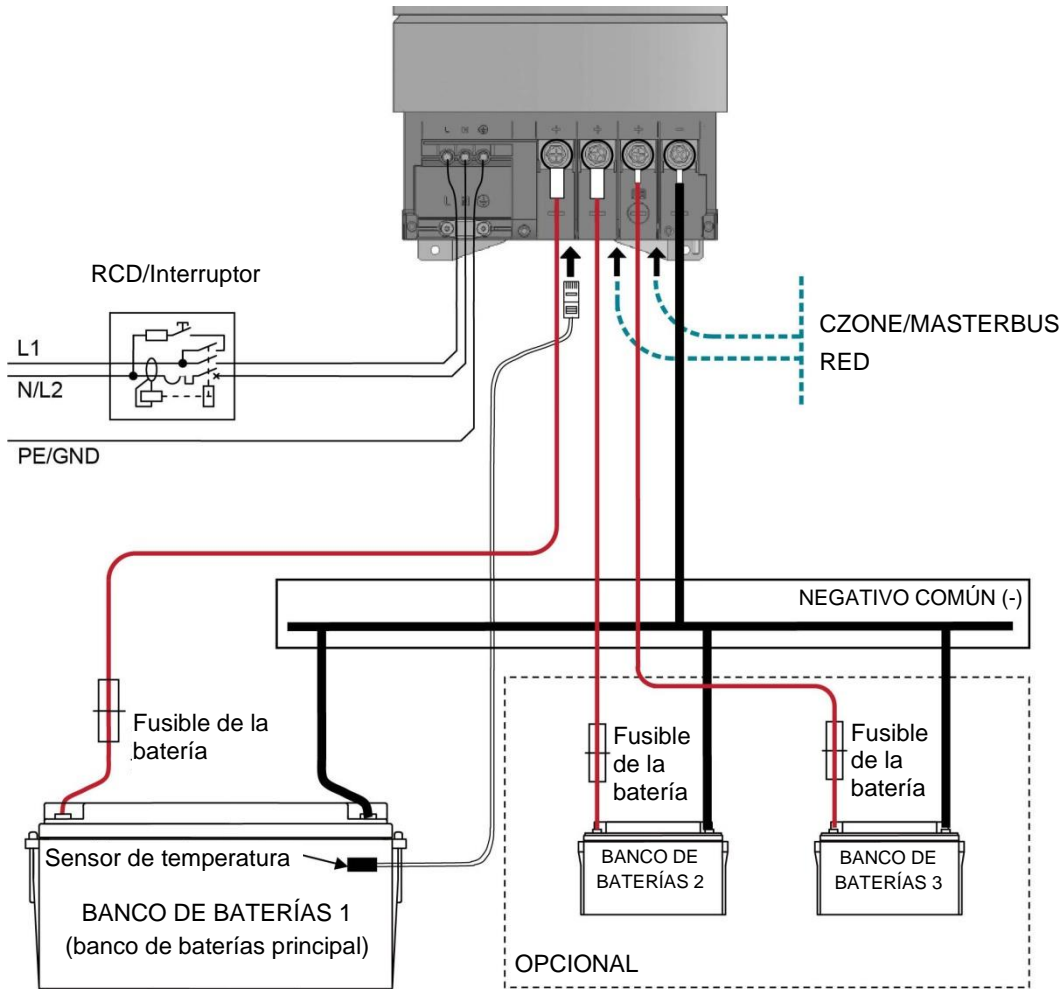 L N
+ + + −
L N
RCD/Interruptor
L1
N/L2
PE/GND
CZONE/MASTERBUS
RED
NEGATIVO COMÚN (-)
Fusible de la
batería
Fusible
de la
batería
Fusible
de la
batería
Sensor de temperatura
BANCO DE BATERÍAS 1
(banco de baterías principal)
BANCO DE
BATERÍAS 2
BANCO DE
BATERÍAS 3
OPCIONAL